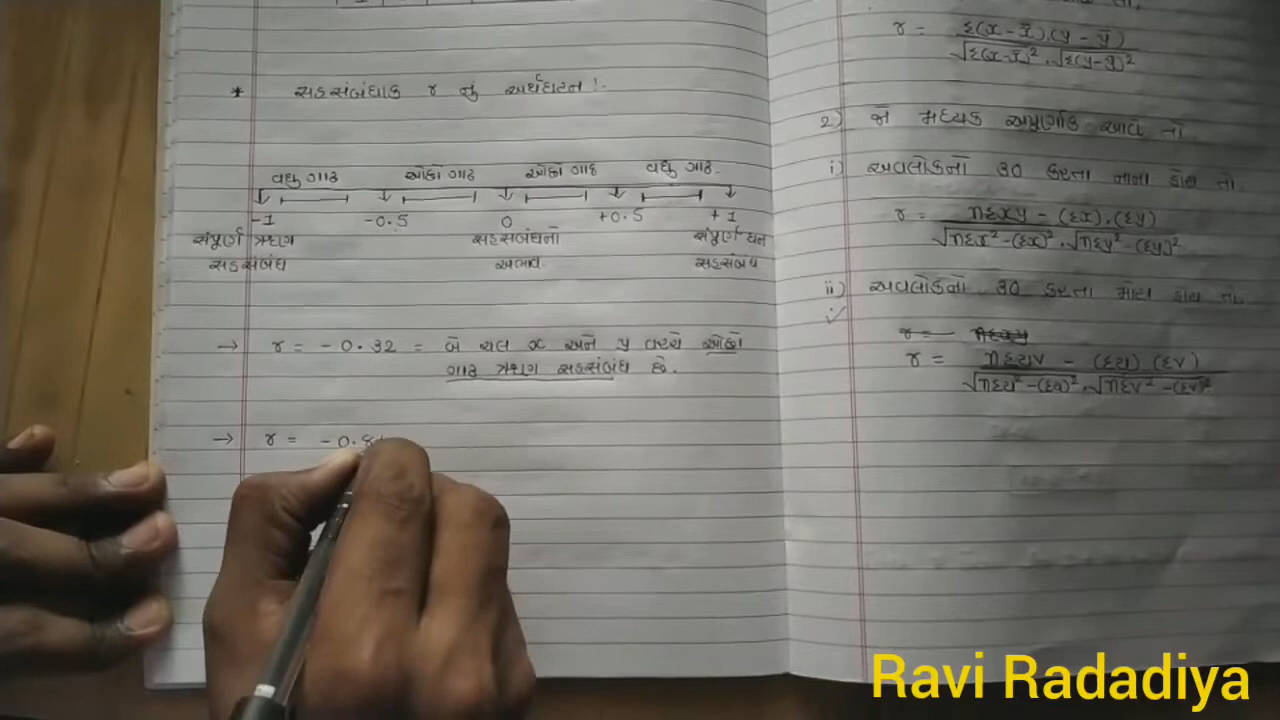 * સહસંબંધાક r નું અર્થઘટન :-
વધુ ગાઢ ઓછો ગાઢ ઓછો ગાઢ વધુ ગાઢ
-1 -0.5 0 +0.5 +1
સંપૂર્ણ ઋણ સહસંબંધનો સંપૂર્ણ ધન
સહસંબંધ અભાવ સહસંબંધ
→ r = - 0.32 = બે ચલ x અને y વચ્ચે ઓછો
ગાઢ ઋણ સહસંબંધ છે.
→ r = - 0.8
r = Σ(x - x̄).(y - ȳ) / √Σ(x-x̄)² . √Σ(y-ȳ)²
2) જો મધ્યક અપૂર્ણાંક આવે તો
i) અવલોકનો 30 કરતા નાના હોય તો.
r = nΣxy - (Σx).(Σy) / √nΣx² - (Σx)² . √nΣy² - (Σy)²
ii) અવલોકનો 30 કરતા મોટા હોય તો.
r = nΣuv - (Σu) (Σv) / √nΣu² - (Σu)² . √nΣv² - (Σv)²
Ravi Radadiya